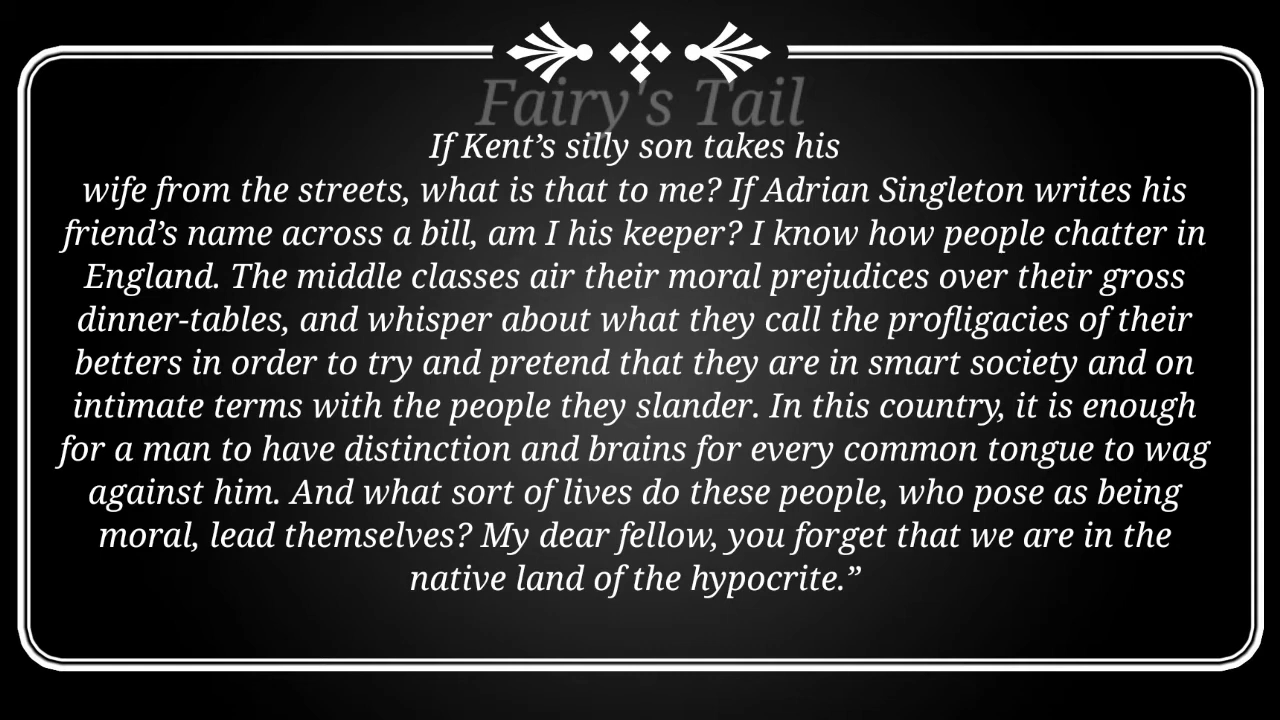 Fairy's Tail
If Kent’s silly son takes his
wife from the streets, what is that to me? If Adrian Singleton writes his
friend’s name across a bill, am I his keeper? I know how people chatter in
England. The middle classes air their moral prejudices over their gross
dinner-tables, and whisper about what they call the profligacies of their
betters in order to try and pretend that they are in smart society and on
intimate terms with the people they slander. In this country, it is enough
for a man to have distinction and brains for every common tongue to wag
against him. And what sort of lives do these people, who pose as being
moral, lead themselves? My dear fellow, you forget that we are in the
native land of the hypocrite.”